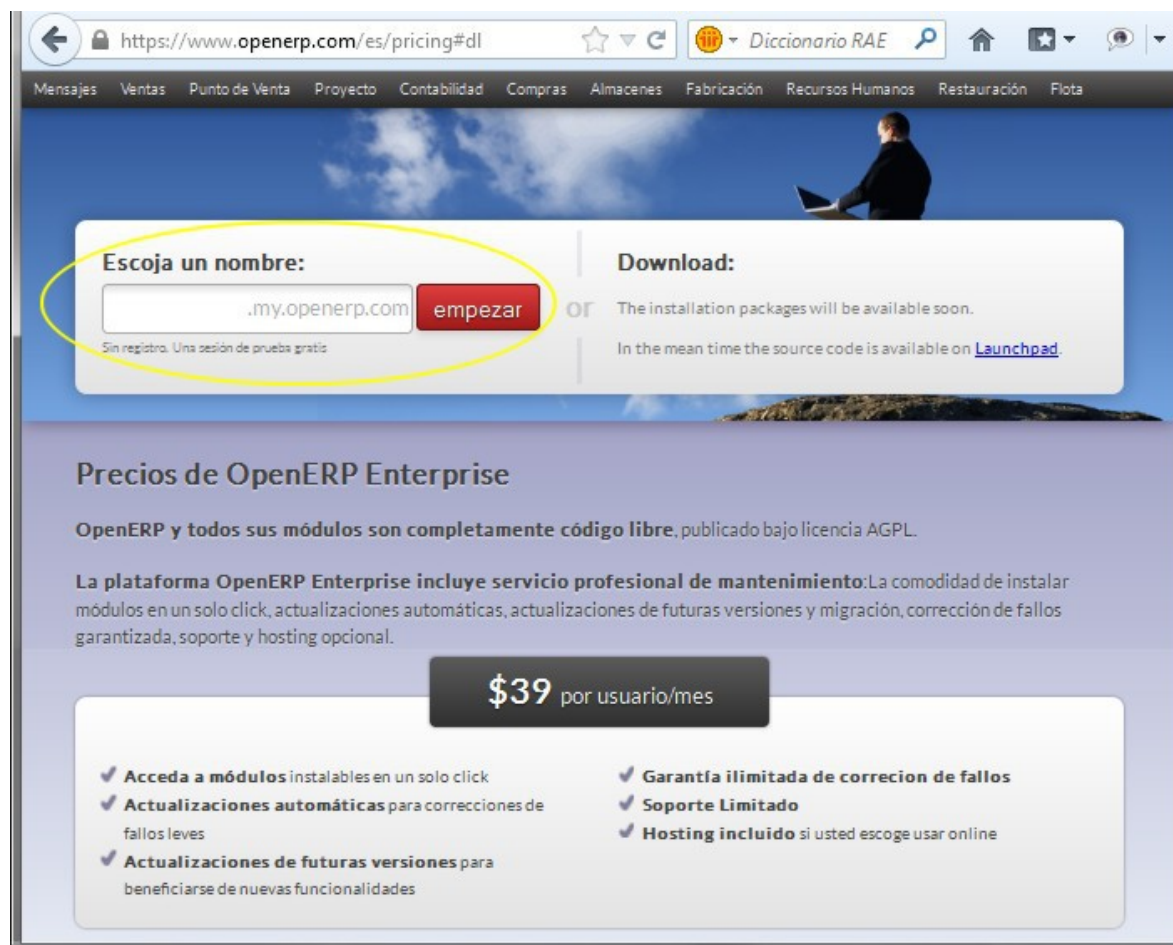 https://www.openerp.com/es/pricing#dl
Diccionario RAE
Mensajes Ventas Punto de Venta Proyecto Contabilidad Compras Almacenes Fabricación Recursos Humanos Restauración Flota
Escoja un nombre:
.my.openerp.com empezar
Sin registro. Una sesión de prueba gratis
or
Download:
The installation packages will be available soon.
In the mean time the source code is available on Launchpad.
Precios de OpenERP Enterprise
OpenERP y todos sus módulos son completamente código libre, publicado bajo licencia AGPL.
La plataforma OpenERP Enterprise incluye servicio profesional de mantenimiento:La comodidad de instalar
módulos en un solo click, actualizaciones automáticas, actualizaciones de futuras versiones y migración, corrección de fallos
garantizada, soporte y hosting opcional.
$39 por usuario/mes
Acceda a módulos instalables en un solo click
Actualizaciones automáticas para correcciones de
fallos leves
Actualizaciones de futuras versiones para
beneficiarse de nuevas funcionalidades
Garantía ilimitada de correcion de fallos
Soporte Limitado
Hosting incluido si usted escoge usar online